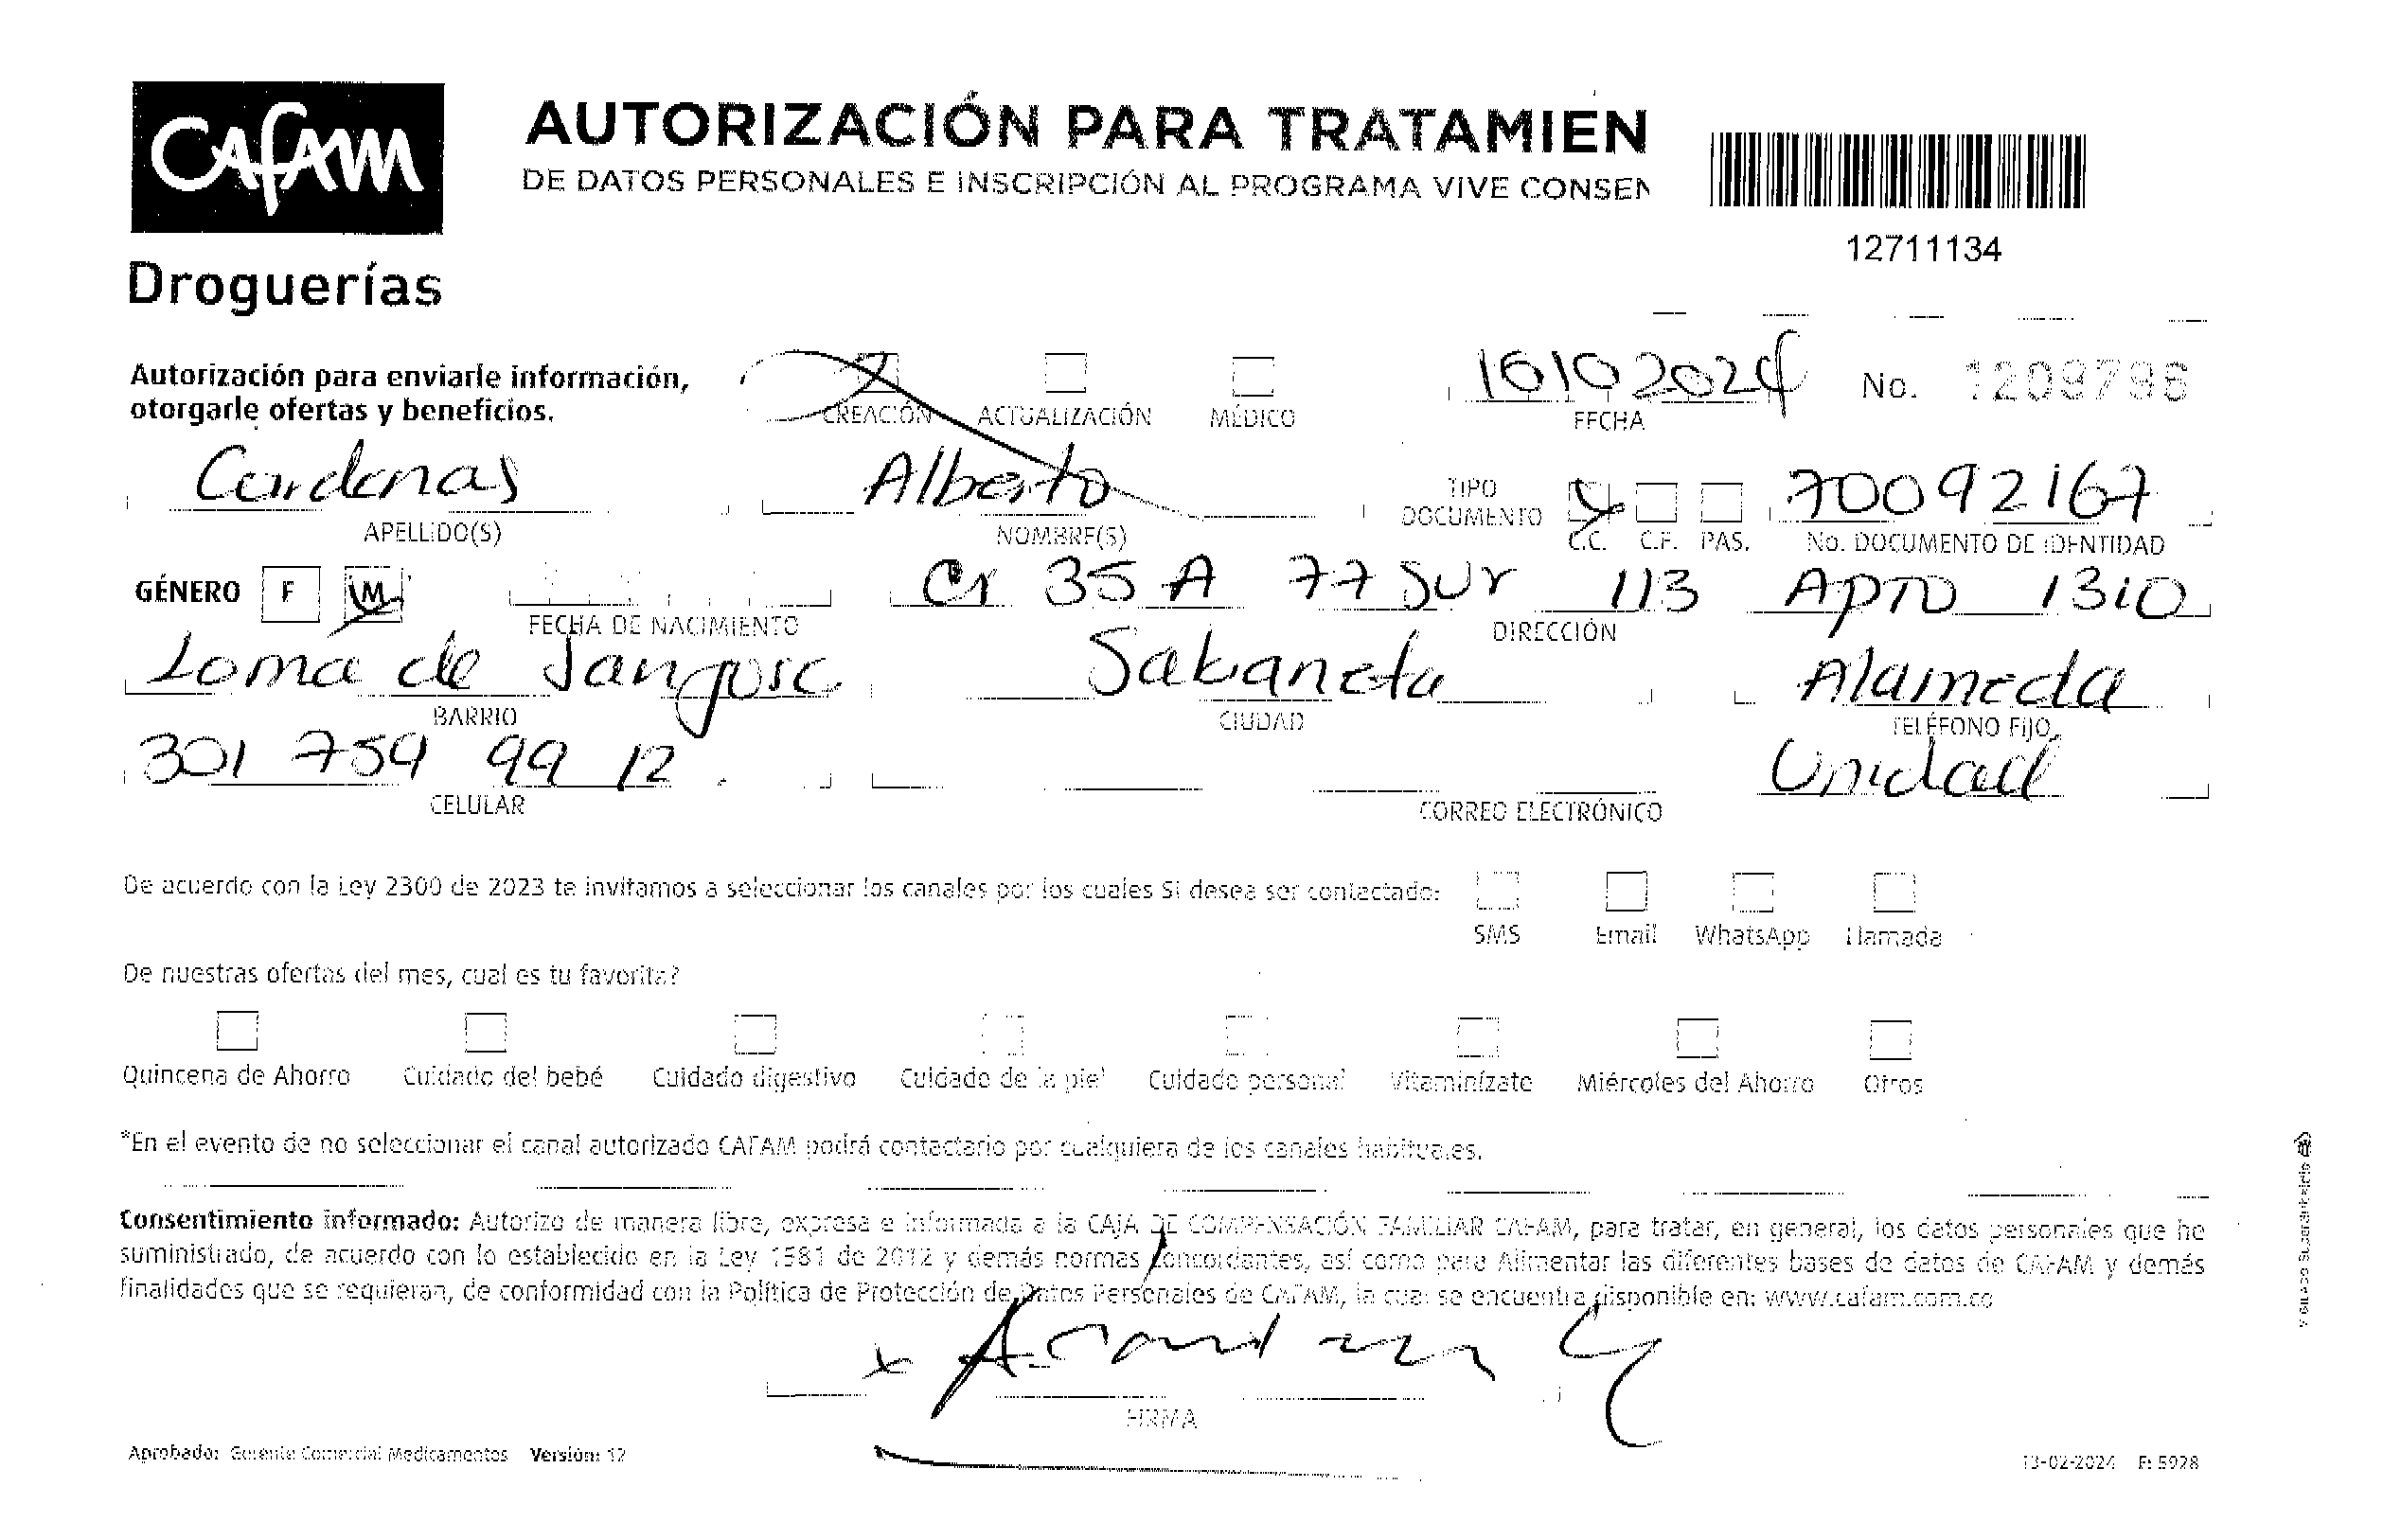 CAFAM
AUTORIZACIÓN PARA TRATAMIEN
DE DATOS PERSONALES E INSCRIPCIÓN AL PROGRAMA VIVE CONSEN
12711134
Droguerías
Autorización para enviarle información,
otorgarle ofertas y beneficios.
CREACIÓN ACTUALIZACIÓN MÉDICO
16102024
FECHA
No. 1209796
Cardenas Alberto
TIPO DOCUMENTO
70092167
APELLIDO(S) NOMBRE(S) C.C. C.E. PAS. No. DOCUMENTO DE IDENTIDAD
GÉNERO F M
Cr 35 A 77 Sur 113 Apto 1310
FECHA DE NACIMIENTO DIRECCIÓN
Loma de Sabaneta Alameda
BARRIO CIUDAD TELÉFONO FIJO
301 759 99 12 Unidad
CELULAR CORREO ELECTRÓNICO
De acuerdo con la Ley 2300 de 2023 te invitamos a seleccionar los canales por los cuales SI desea ser contactado:
SMS Email WhatsApp Llamada
De nuestras ofertas del mes, cual es tu favorita?
Quincena de Ahorro Cuidado del bebé Cuidado digestivo Cuidado de la piel Cuidado personal Vitamínízate Miércoles del Ahorro Otros
*En el evento de no seleccionar el canal autorizado CAFAM podrá contactarlo por cualquiera de los canales habituales.
Consentimiento informado: Autorizo de manera libre, expresa e informada a la CAJA DE COMPENSACIÓN FAMILIAR CAFAM, para tratar, en general, los datos personales que he
suministrado, de acuerdo con lo establecido en la Ley 1581 de 2012 y demás normas concordantes, así como para Alimentar las diferentes bases de datos de CAFAM y demás
finalidades que se requieran, de conformidad con la Política de Protección de Datos Personales de CAFAM, la cual se encuentra disponible en: www.cafam.com.co
FIRMA
Aprobado: Gerente Comercial Medicamentos Versión: 12
13-02-2024 F: 5928